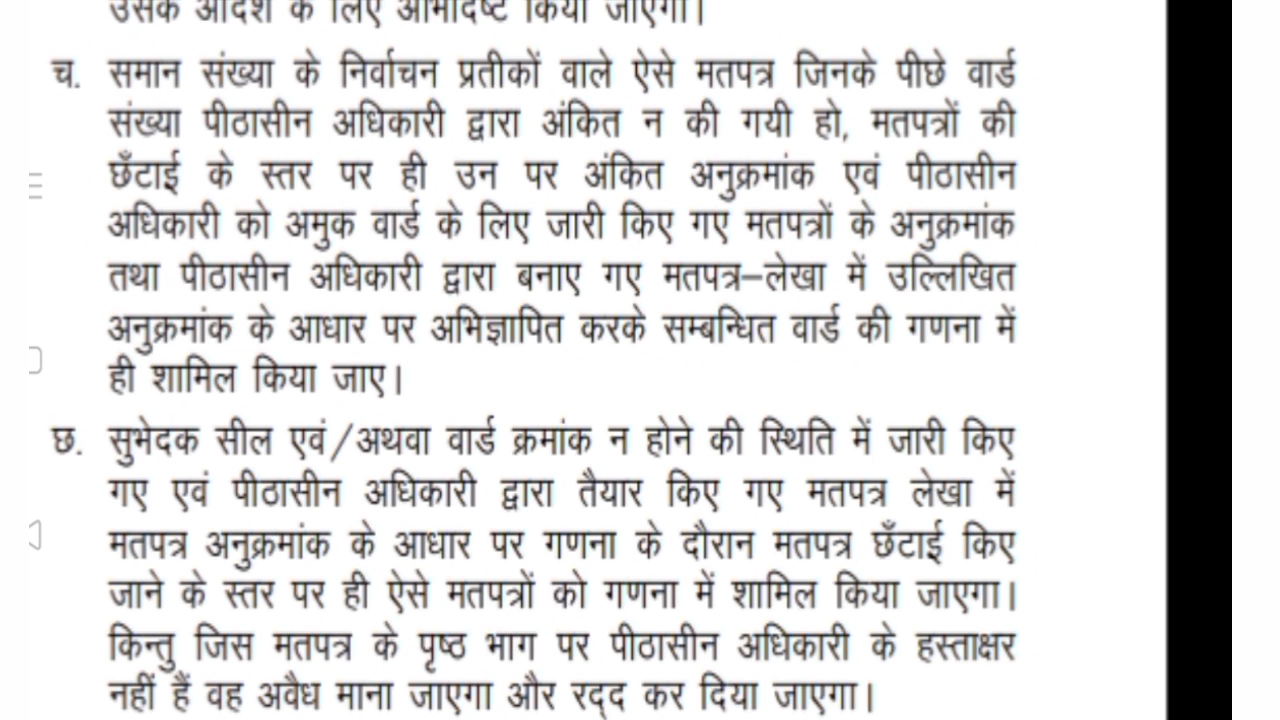 उसके आदेश के लिए अभिर्दिष्ट किया जाएगा।
च. समान संख्या के निर्वाचन प्रतीकों वाले ऐसे मतपत्र जिनके पीछे वार्ड
संख्या पीठासीन अधिकारी द्वारा अंकित न की गयी हो, मतपत्रों की
छँटाई के स्तर पर ही उन पर अंकित अनुक्रमांक एवं पीठासीन
अधिकारी को अमुक वार्ड के लिए जारी किए गए मतपत्रों के अनुक्रमांक
तथा पीठासीन अधिकारी द्वारा बनाए गए मतपत्र–लेखा में उल्लिखित
अनुक्रमांक के आधार पर अभिज्ञापित करके सम्बन्धित वार्ड की गणना में
ही शामिल किया जाए।
छ. सुभेदक सील एवं/अथवा वार्ड क्रमांक न होने की स्थिति में जारी किए
गए एवं पीठासीन अधिकारी द्वारा तैयार किए गए मतपत्र लेखा में
मतपत्र अनुक्रमांक के आधार पर गणना के दौरान मतपत्र छँटाई किए
जाने के स्तर पर ही ऐसे मतपत्रों को गणना में शामिल किया जाएगा।
किन्तु जिस मतपत्र के पृष्ठ भाग पर पीठासीन अधिकारी के हस्ताक्षर
नहीं हैं वह अवैध माना जाएगा और रद्द कर दिया जाएगा।